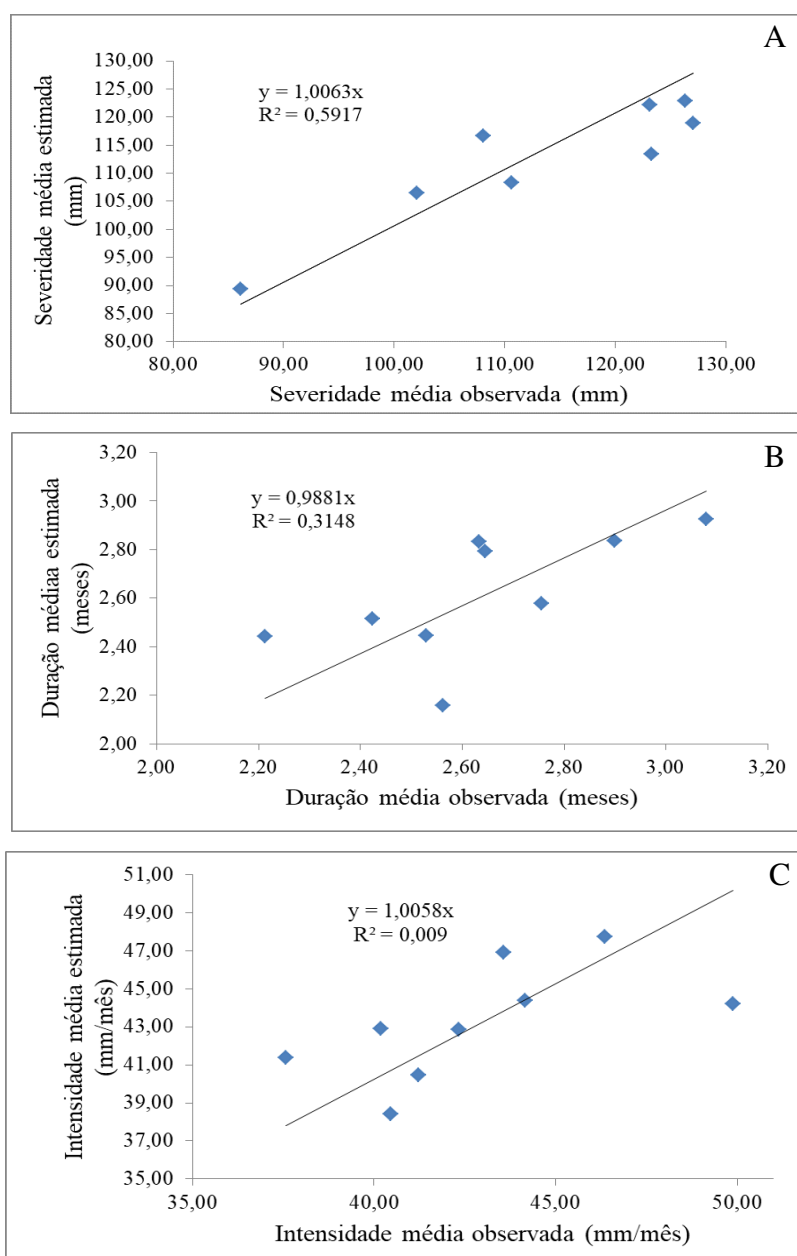 A
130,00
125,00
120,00
115,00
110,00
105,00
100,00
95,00
90,00
85,00
80,00
Severidade média estimada
(mm)
y = 1,0063x
R² = 0,5917
80,00 90,00 100,00 110,00 120,00 130,00
Severidade média observada (mm)
B
3,20
3,00
2,80
2,60
2,40
2,20
2,00
Duração médiaa estimada
(meses)
y = 0,9881x
R² = 0,3148
2,00 2,20 2,40 2,60 2,80 3,00 3,20
Duração média observada (meses)
C
51,00
49,00
47,00
45,00
43,00
41,00
39,00
37,00
35,00
Intensidade média estimada
(mm/mês)
y = 1,0058x
R² = 0,009
35,00 40,00 45,00 50,00
Intensidade média observada (mm/mês)